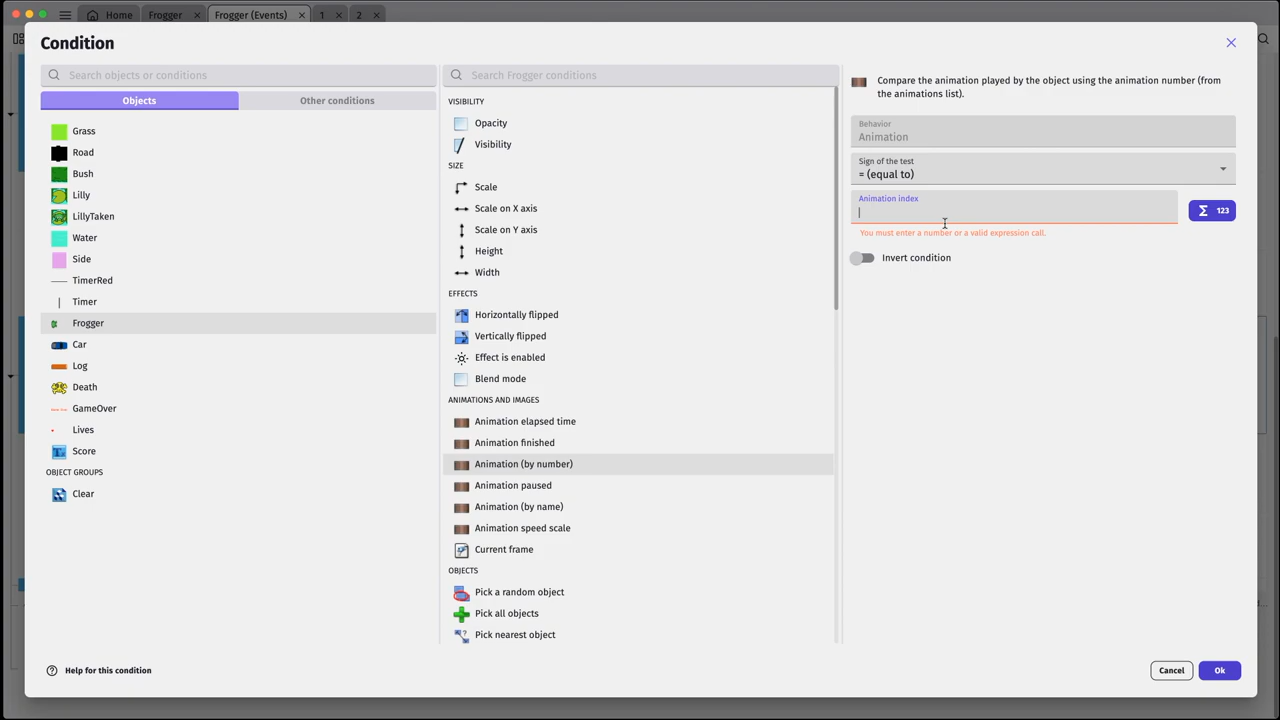 Home
Frogger
Frogger (Events)
1
2
Condition
Search objects or conditions
Objects
Other conditions
Grass
Road
Bush
Lilly
LillyTaken
Water
Side
TimerRed
Timer
Frogger
Car
Log
Death
GameOver
Lives
Score
OBJECT GROUPS
Clear
Search Frogger conditions
VISIBILITY
Opacity
Visibility
SIZE
Scale
Scale on X axis
Scale on Y axis
Height
Width
EFFECTS
Horizontally flipped
Vertically flipped
Effect is enabled
Blend mode
ANIMATIONS AND IMAGES
Animation elapsed time
Animation finished
Animation (by number)
Animation paused
Animation (by name)
Animation speed scale
Current frame
OBJECTS
Pick a random object
Pick all objects
Pick nearest object
Compare the animation played by the object using the animation number (from
the animations list).
Behavior
Animation
Sign of the test
= (equal to)
Animation index
Σ 123
You must enter a number or a valid expression call.
Invert condition
Help for this condition
Cancel
Ok